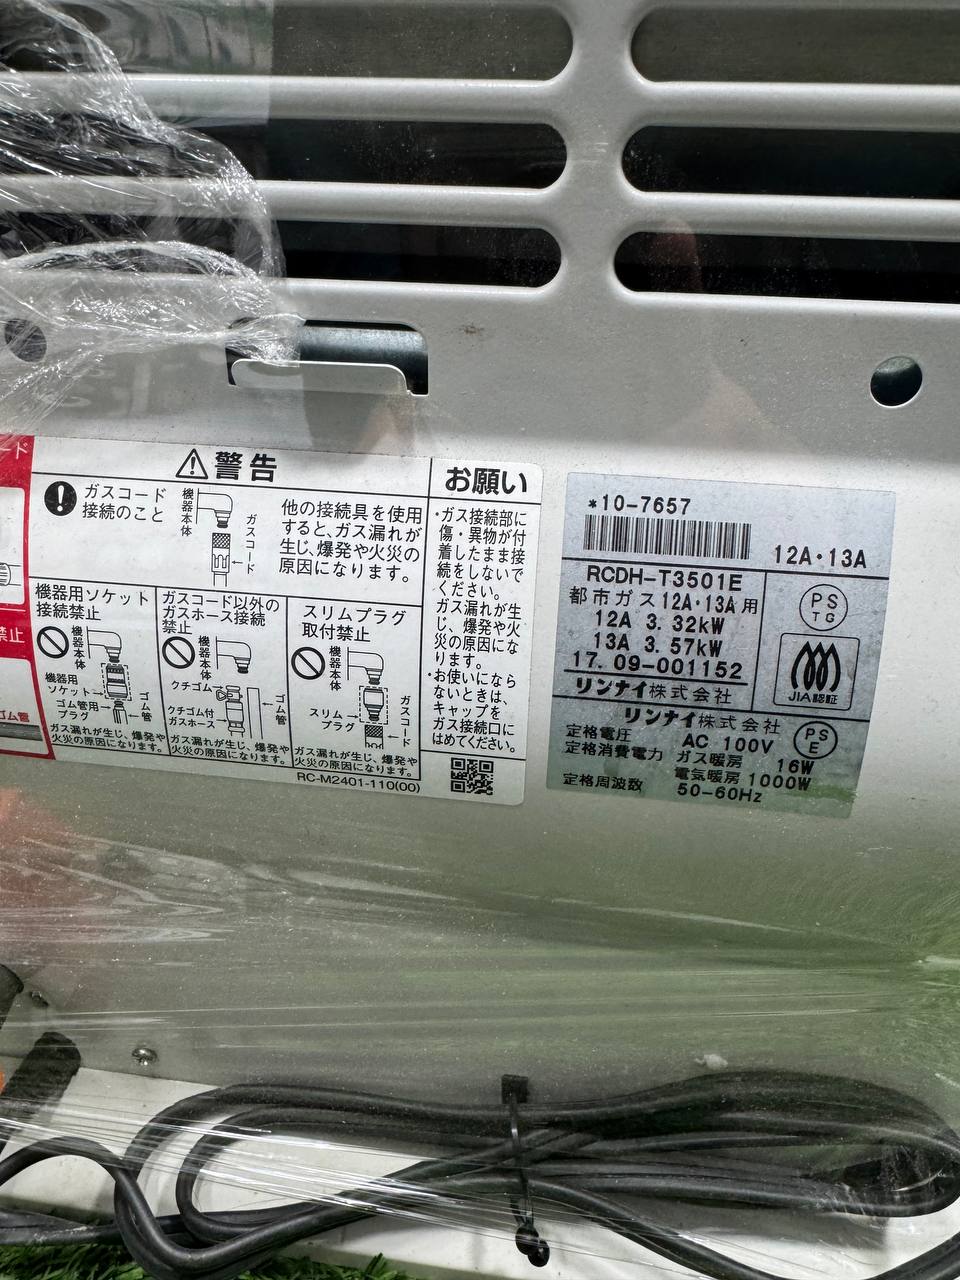 ード
禁止
ゴム管
警告
ガスコード
接続のこと
機器本体
ガスコード
他の接続具を使用
すると、ガス漏れが
生じ、爆発や火災の
原因になります。
機器用ソケット
接続禁止
機器本体
機器用
ソケット
ゴム管用
プラグ
ゴム管
ガス漏れが生じ、爆発や
火災の原因になります。
ガスコード以外の
ガスホース接続
禁止
機器本体
クチゴム
クチゴム付
ガスホース
ゴム管
ガス漏れが生じ、爆発や
火災の原因になります。
スリムプラグ
取付禁止
機器本体
スリム
プラグ
ガスコード
ガス漏れが生じ、爆発や
火災の原因になります。
RC-M2401-110(00)
お願い
・ガス接続部に
傷・異物が付
着したまま接
続をしないで
ください。
ガス漏れが生
じ、爆発や火
災の原因にな
ります。
・お使いになら
ないときは、
キャップを
ガス接続口に
はめてください。
*10-7657
12A・13A
RCDH-T3501E
都市ガス12A・13A用
12A 3.32kW
13A 3.57kW
17.09-001152
リンナイ株式会社
PS
TG
JIA認証
リンナイ株式会社
定格電圧 AC 100V
定格消費電力 ガス暖房 16W
電気暖房 1000W
定格周波数 50-60Hz
PS
E